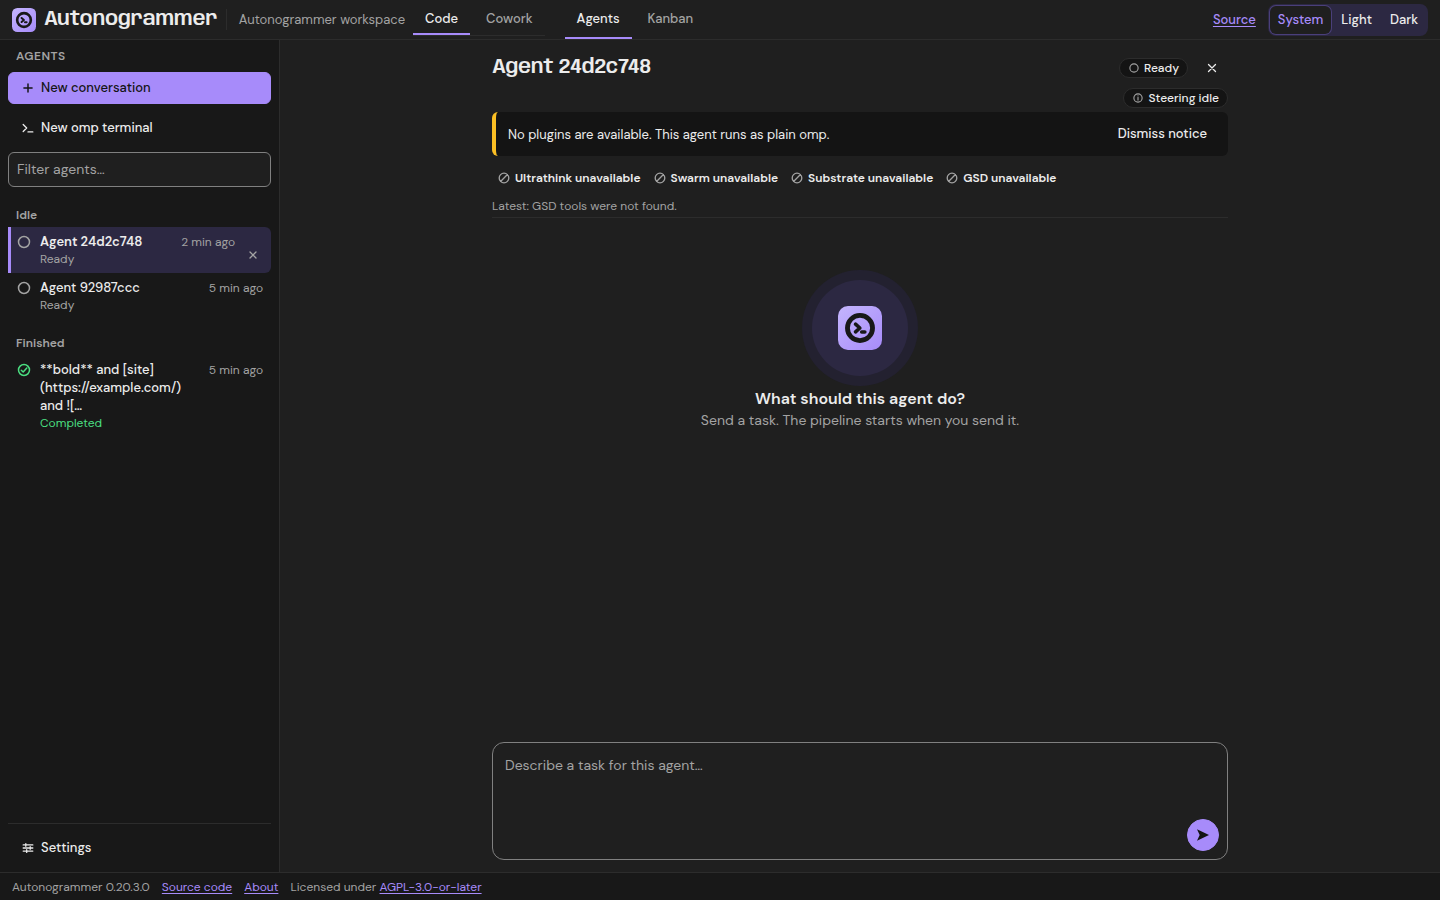 Autonogrammer
Autonogrammer workspace
Code
Cowork
Agents
Kanban
Source
System
Light
Dark
AGENTS
New conversation
New omp terminal
Filter agents…
Idle
Agent 24d2c748
2 min ago
Ready
Agent 92987ccc
5 min ago
Ready
Finished
**bold** and [site]
5 min ago
(https://example.com/)
and ![…
Completed
Settings
Agent 24d2c748
Ready
Steering idle
No plugins are available. This agent runs as plain omp.
Dismiss notice
Ultrathink unavailable
Swarm unavailable
Substrate unavailable
GSD unavailable
Latest: GSD tools were not found.
What should this agent do?
Send a task. The pipeline starts when you send it.
Describe a task for this agent…
Autonogrammer 0.20.3.0
Source code
About
Licensed under AGPL-3.0-or-later